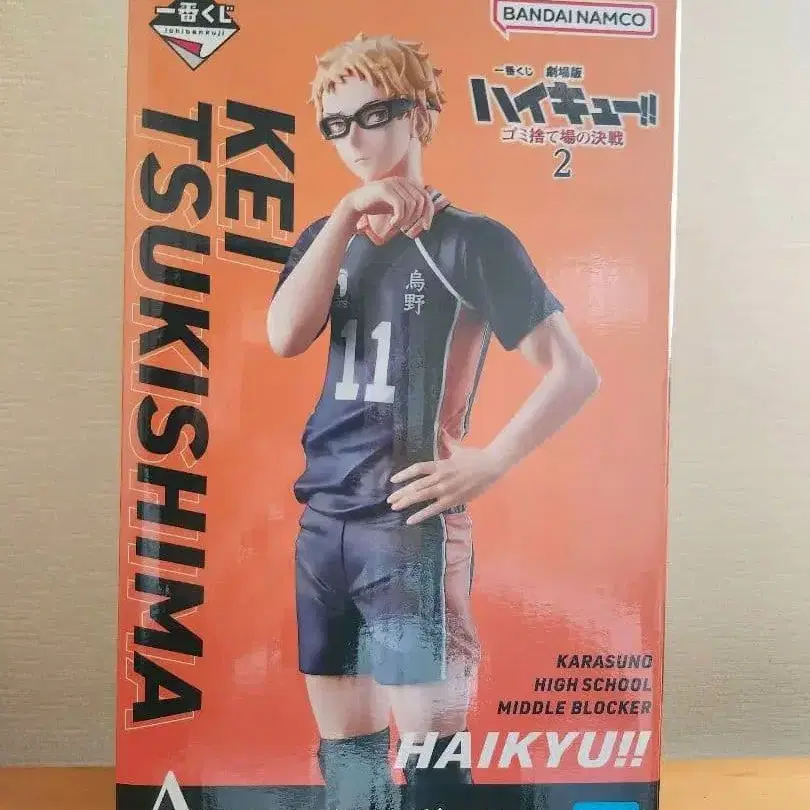 一番くじ
ichibankuji
BANDAI NAMCO
一番くじ 劇場版
ハイキュー!!
ゴミ捨て場の決戦
2
KEI
TSUKISHIMA
烏野
11
KARASUNO
HIGH SCHOOL
MIDDLE BLOCKER
HAIKYU!!
A